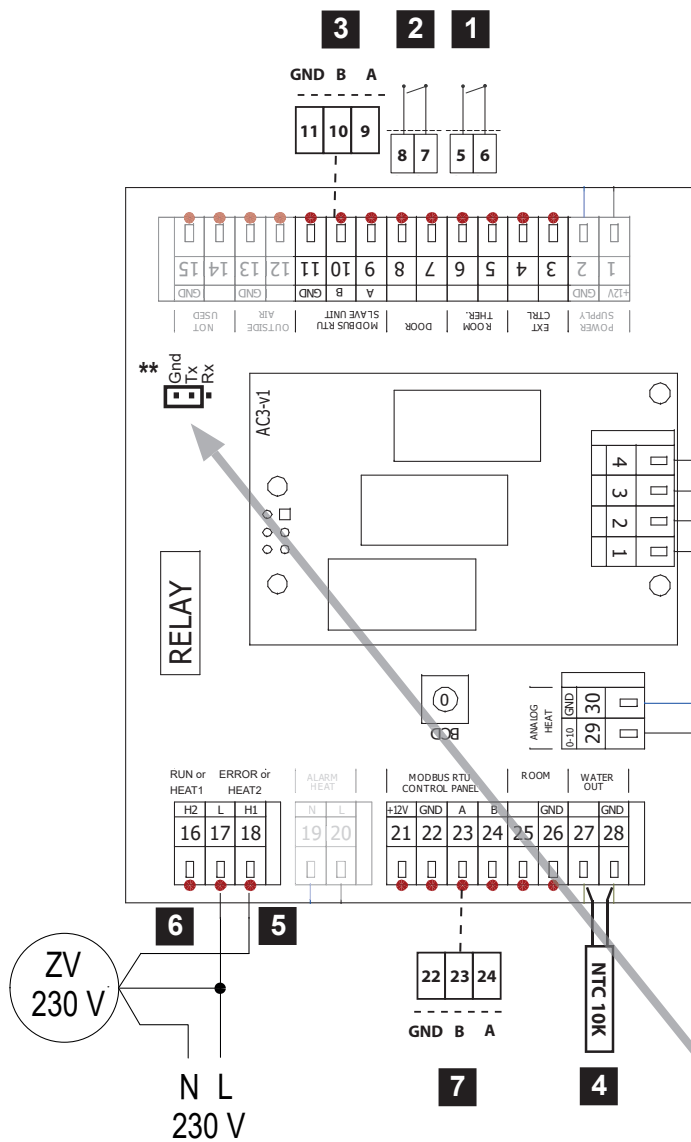 3 2 1
GND B A
11 10 9
8 7
5 6
15 14 13 12 11 10 9 8 7 6 5 4 3 2 1
GND GND GND B A GND +12V
NOT USED
OUTSIDE AIR
MODBUS RTU SLAVE UNIT
DOOR
ROOM THER.
EXT CTRL
POWER SUPPLY
**
Gnd
Tx
Rx
AC3-v1
4
3
2
1
RELAY
0
BCD
ANALOG HEAT
GND 30
0-10 29
RUN or HEAT1
ERROR or HEAT2
ALARM HEAT
MODBUS RTU CONTROL PANEL
ROOM
WATER OUT
H2 L H1 N L +12V GND A B GND GND
16 17 18 19 20 21 22 23 24 25 26 27 28
6 5
ZV
230 V
22 23 24
GND B A
NTC 10K
7 4
N L
230 V